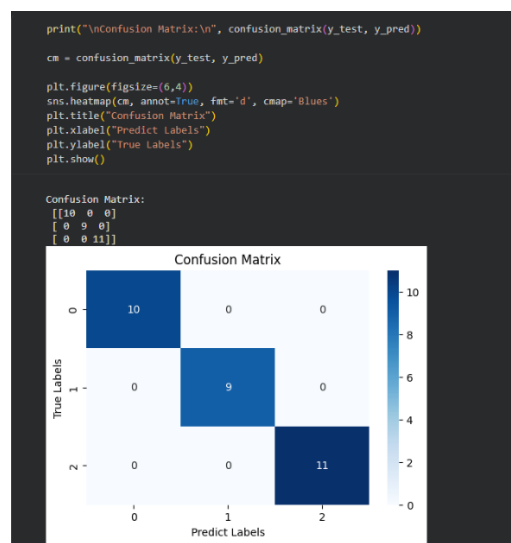 print("\nConfusion Matrix:\n", confusion_matrix(y_test, y_pred))
cm = confusion_matrix(y_test, y_pred)
plt.figure(figsize=(6,4))
sns.heatmap(cm, annot=True, fmt='d', cmap='Blues')
plt.title("Confusion Matrix")
plt.xlabel("Predict Labels")
plt.ylabel("True Labels")
plt.show()
Confusion Matrix:
[[10 0 0]
[ 0 9 0]
[ 0 0 11]]
Confusion Matrix
0 10 0 0
1 0 9 0
2 0 0 11
0 1 2
Predict Labels
True Labels
10
8
6
4
2
0